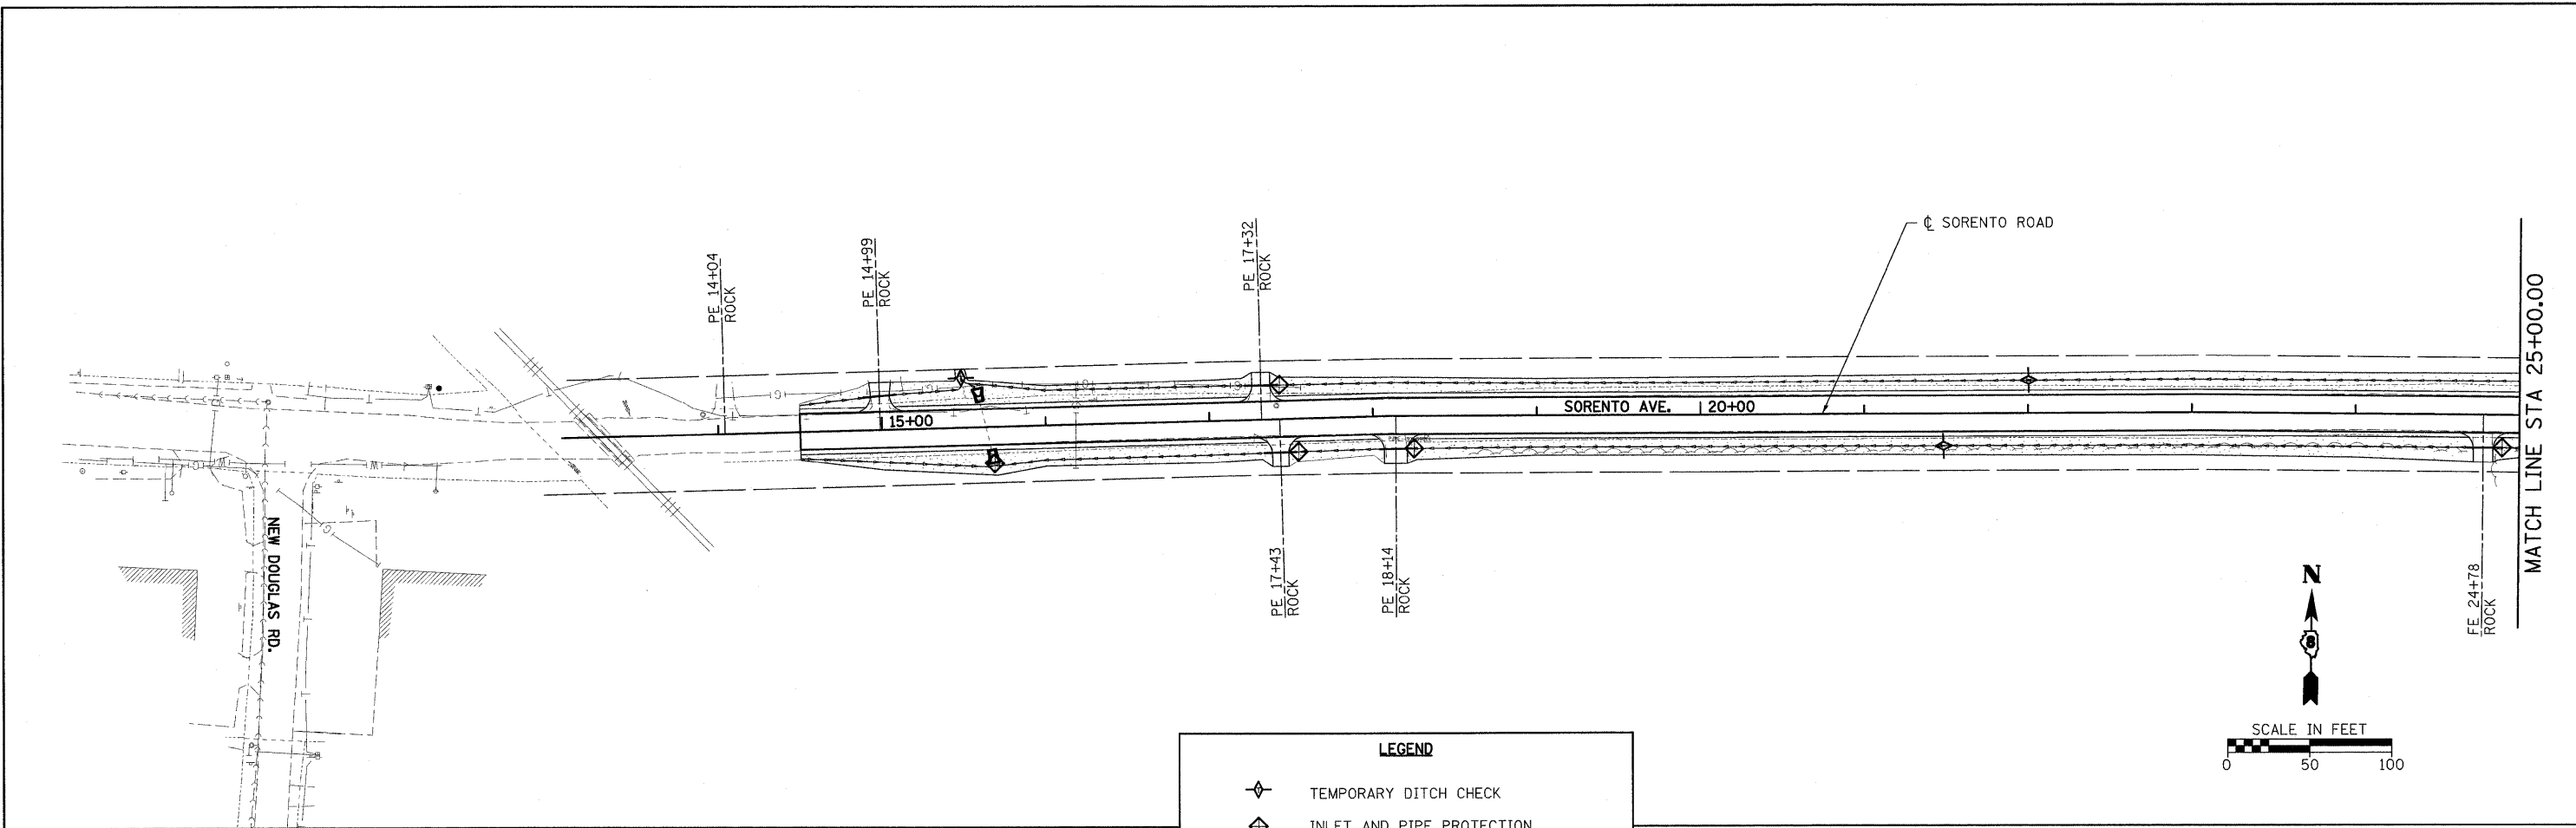 ℄ SORENTO ROAD
PE 14+04
ROCK
PE 14+99
ROCK
PE 17+32
ROCK
MATCH LINE STA 25+00.00
SORENTO AVE. 20+00
15+00
NEW DOUGLAS RD.
PE 17+43
ROCK
PE 18+14
ROCK
FE 24+78
ROCK
N
SCALE IN FEET
0 50 100
LEGEND
TEMPORARY DITCH CHECK
INLET AND PIPE PROTECTION